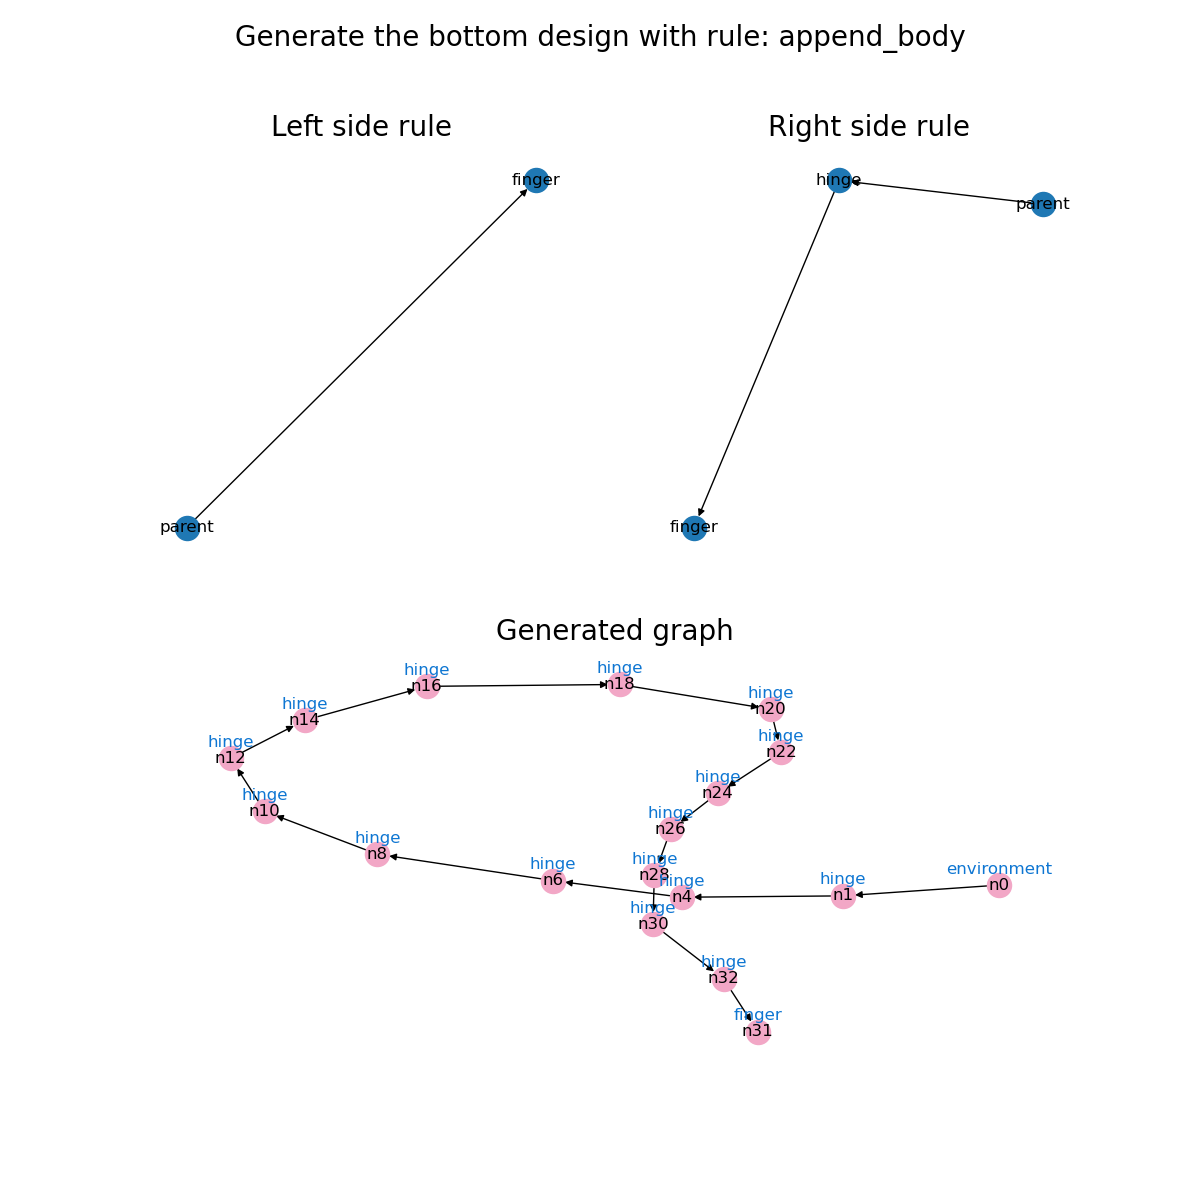 Generate the bottom design with rule: append_body
Left side rule
Right side rule
finger
hinge
parent
parent
finger
Generated graph
hinge
n16
hinge
n18
hinge
n20
hinge
n14
hinge
n22
hinge
n12
hinge
n24
hinge
n10
hinge
n26
hinge
n8
hinge
n28
hinge
n6
hinge
n4
hinge
n1
environment
n0
hinge
n30
hinge
n32
finger
n31